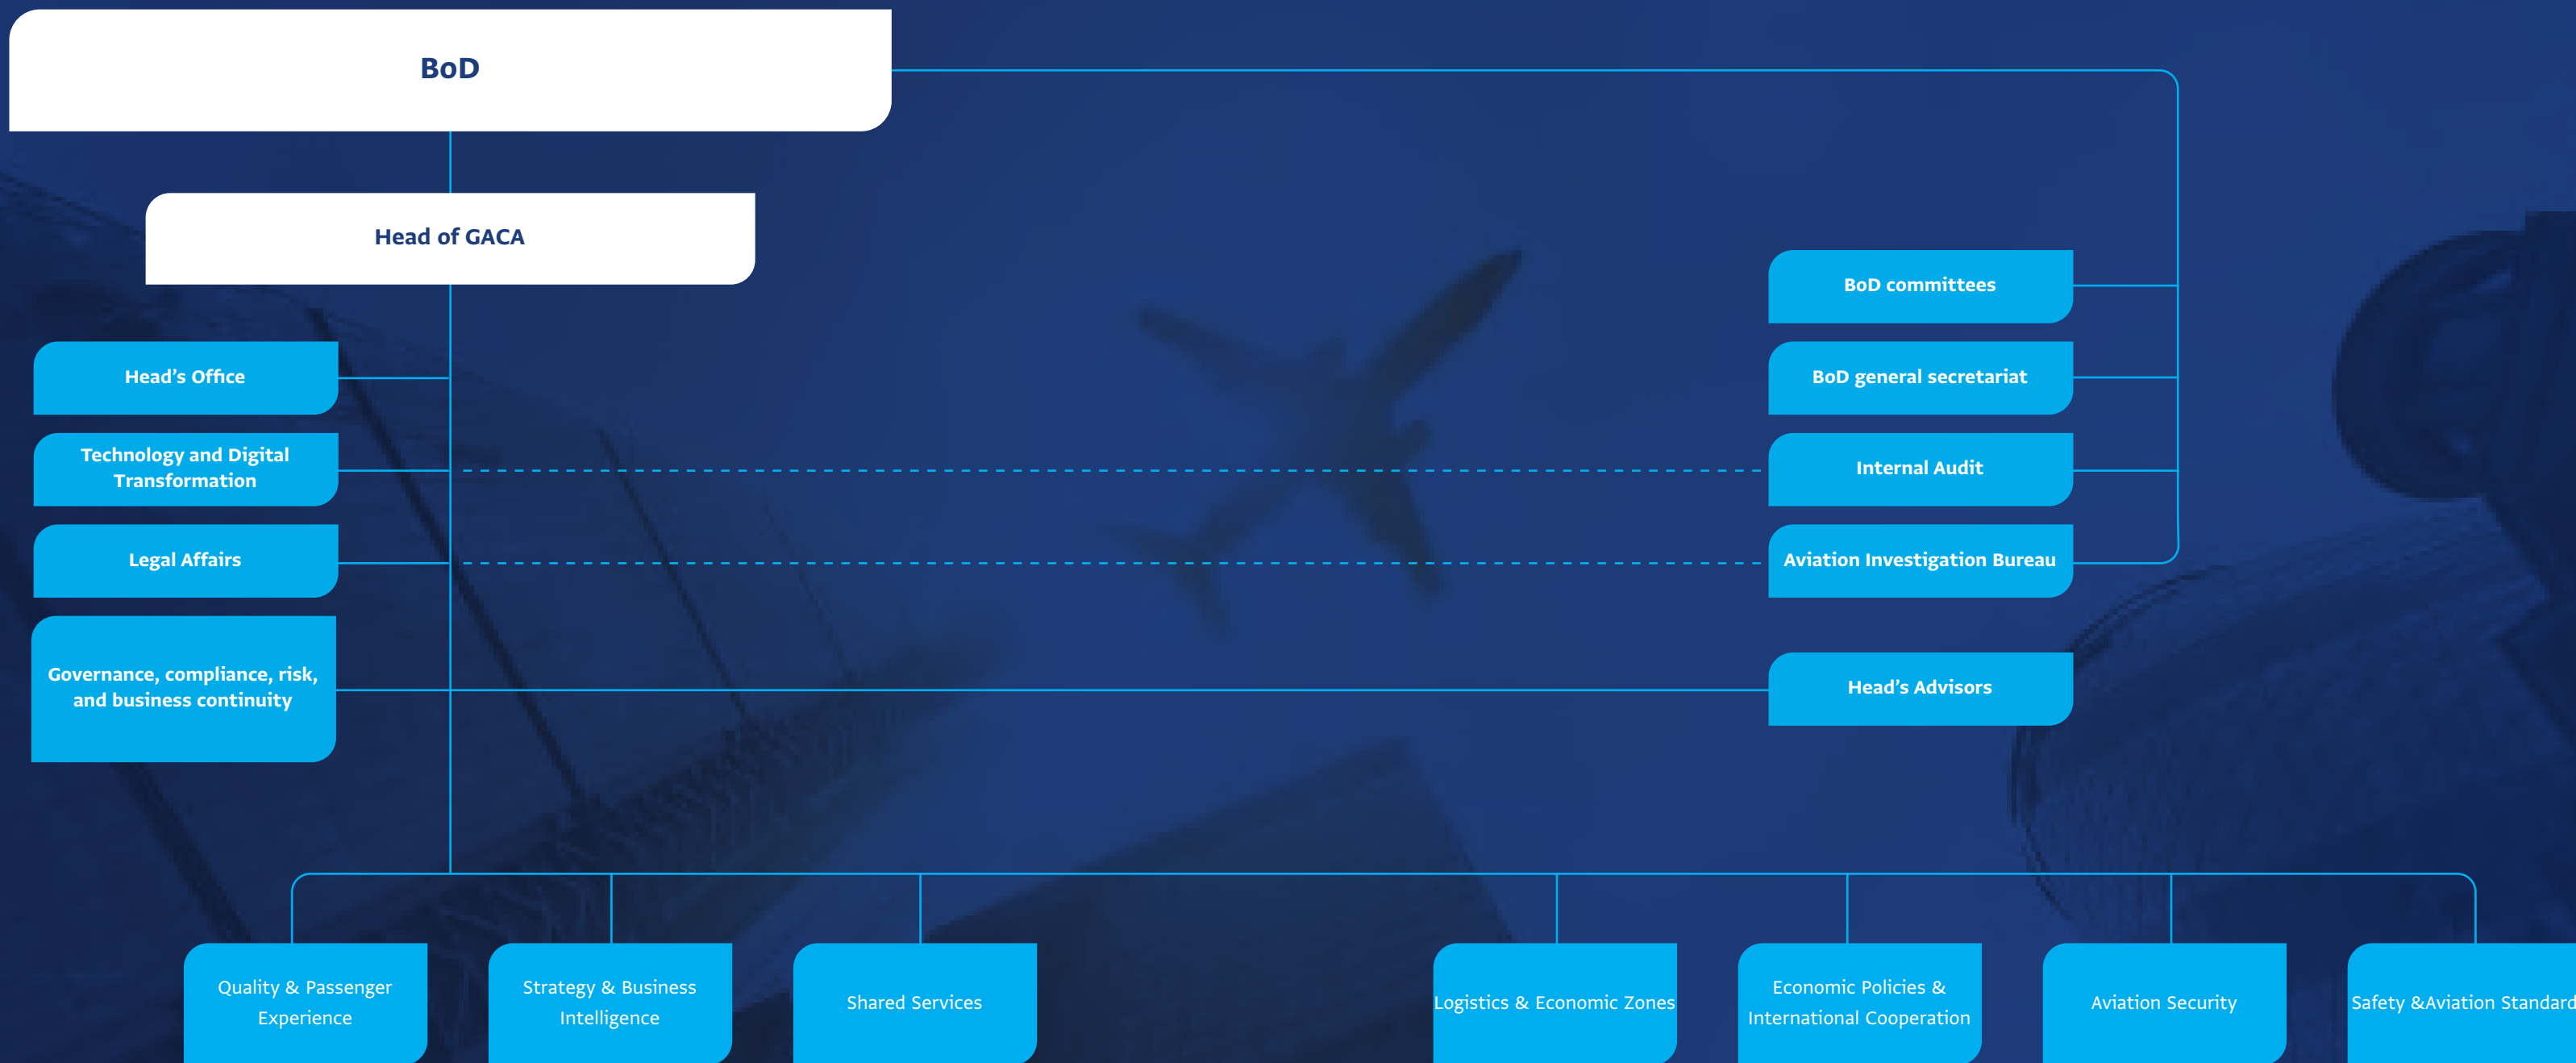 BoD
Head of GACA
BoD committees
Head’s Office
BoD general secretariat
Technology and Digital
Transformation
Internal Audit
Legal Affairs
Aviation Investigation Bureau
Governance, compliance, risk,
and business continuity
Head’s Advisors
Quality & Passenger
Experience
Strategy & Business
Intelligence
Shared Services
Logistics & Economic Zones
Economic Policies &
International Cooperation
Aviation Security
Safety &Aviation Standard